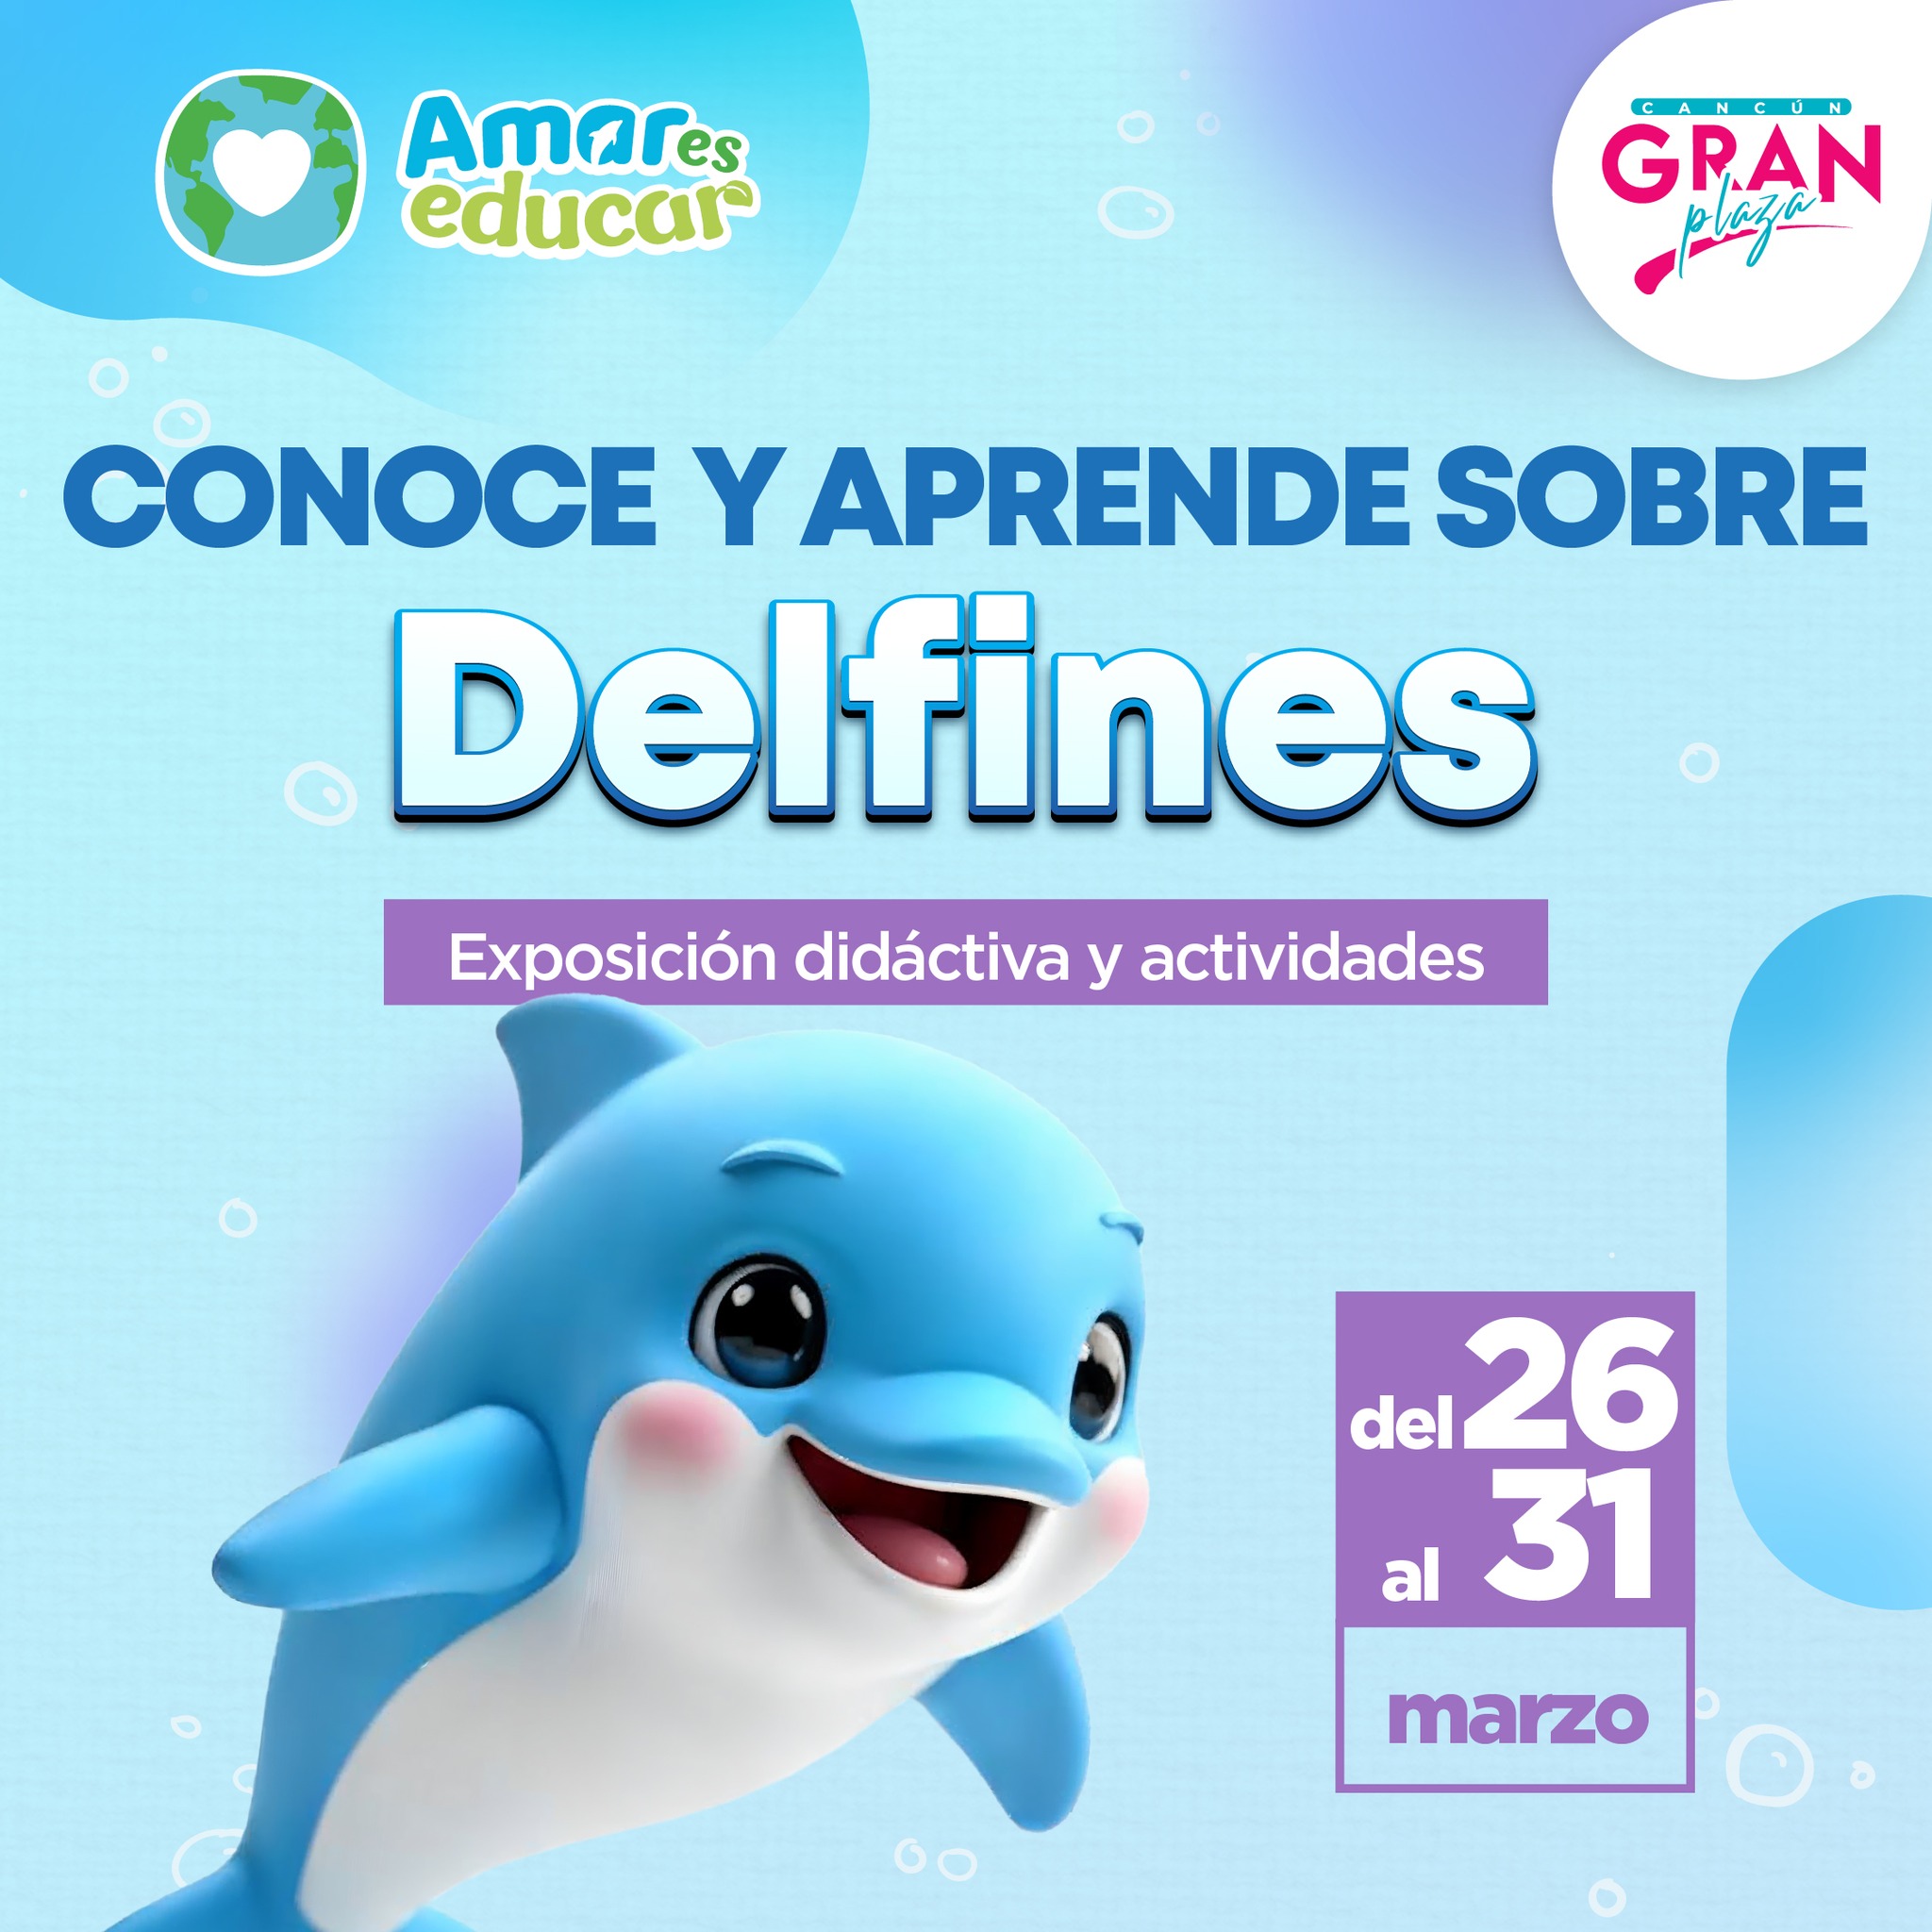 Amar es
educar
CANCÚN
GRAN
plaza
CONOCE Y APRENDE SOBRE
Delfines
Exposición didáctiva y actividades
del 26
al 31
marzo